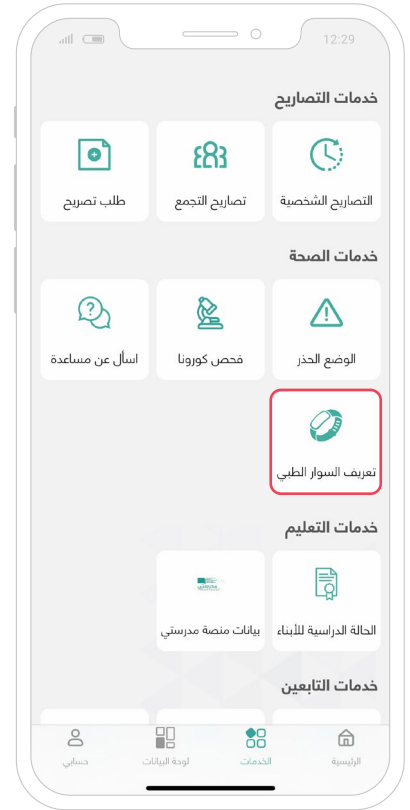 12:29
خدمات التصاريح
التصاريح الشخصية
تصاريح التجمع
طلب تصريح
خدمات الصحة
الوضع الحذر
فحص كورونا
اسأل عن مساعدة
تعريف السوار الطبي
خدمات التعليم
الحالة الدراسية للأبناء
بيانات منصة مدرستي
خدمات التابعين
الرئيسية
الخدمات
لوحة البيانات
حسابي